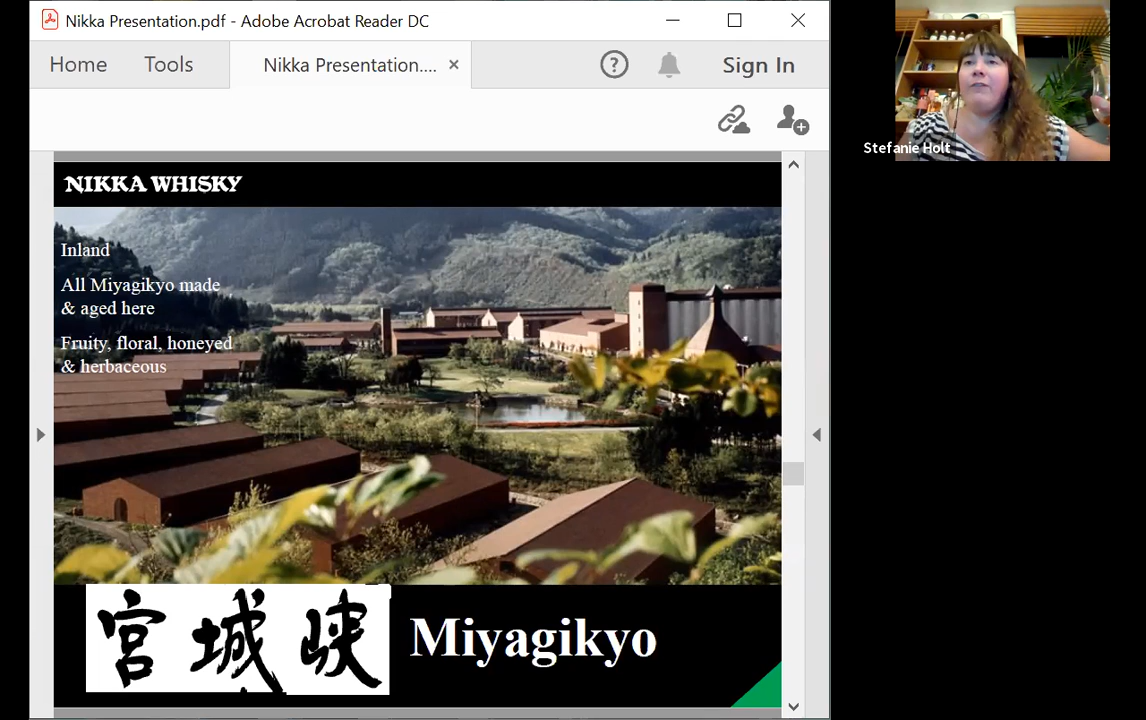 Nikka Presentation.pdf - Adobe Acrobat Reader DC
Home Tools Nikka Presentation.... × ? Sign In
NIKKA WHISKY
Inland
All Miyagikyo made
& aged here
Fruity, floral, honeyed
& herbaceous
宮城峡 Miyagikyo
Stefanie Holt